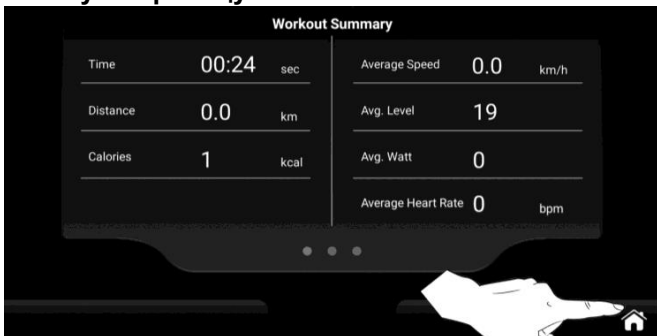 Workout Summary
Time 00:24 sec
Distance 0.0 km
Calories 1 kcal
Average Speed 0.0 km/h
Avg. Level 19
Avg. Watt 0
Average Heart Rate 0 bpm